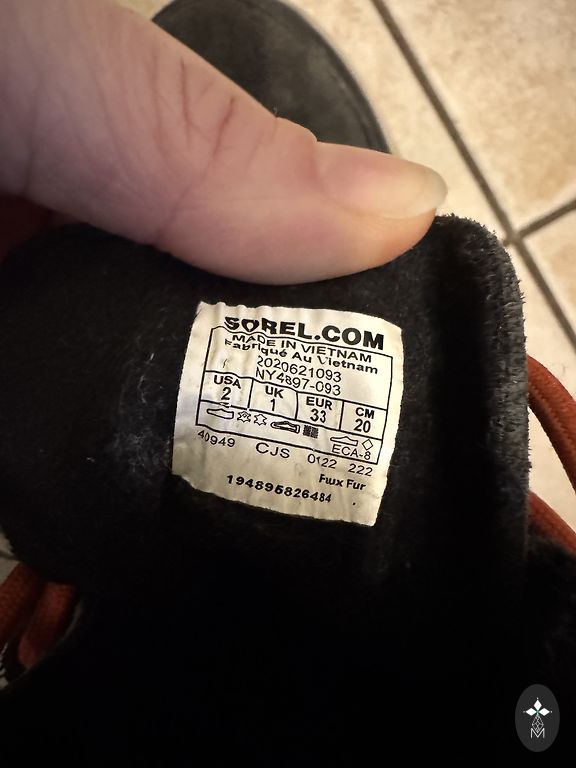 SOREL.COM
MADE IN VIETNAM
Fabriqué Au Vietnam
2020621093
NY4897-093
USA UK EUR CM
2 1 33 20
ECA-8
40949 CJS 0122 222
Faux Fur
194895826484
M